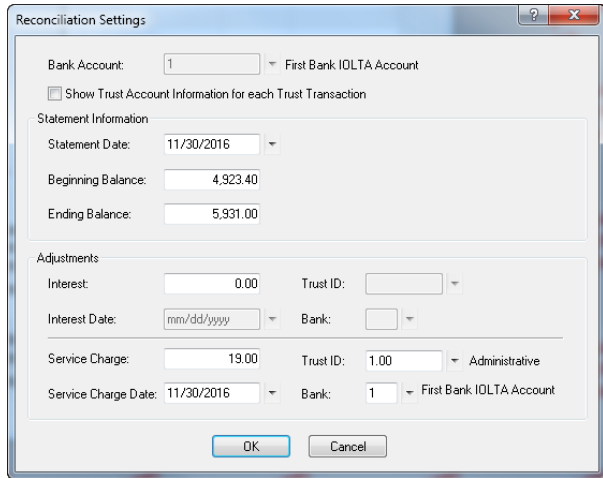 Reconciliation Settings
Bank Account: 1 First Bank IOLTA Account
Show Trust Account Information for each Trust Transaction
Statement Information
Statement Date: 11/30/2016
Beginning Balance: 4,923.40
Ending Balance: 5,931.00
Adjustments
Interest: 0.00 Trust ID:
Interest Date: mm/dd/yyyy Bank:
Service Charge: 19.00 Trust ID: 1.00 Administrative
Service Charge Date: 11/30/2016 Bank: 1 First Bank IOLTA Account
OK Cancel